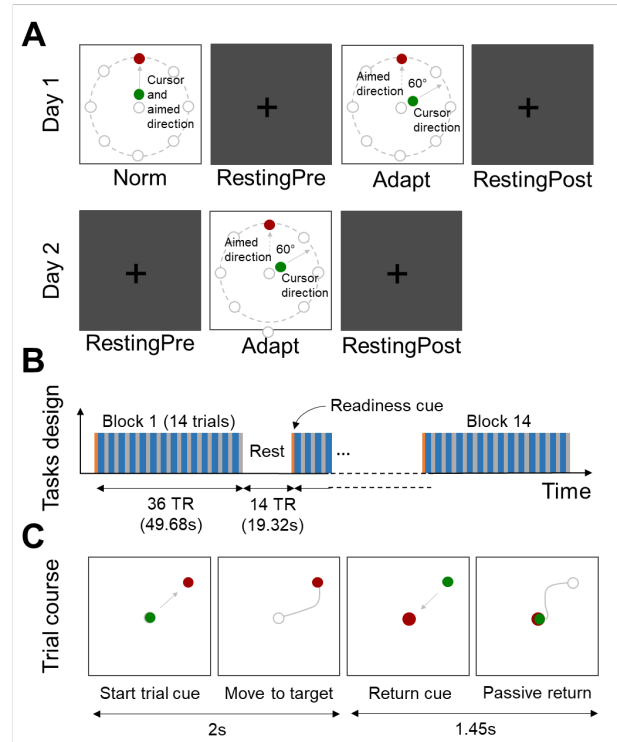 A
Day 1
Cursor
and
aimed
direction
Norm
+
RestingPre
Aimed
direction
60°
Cursor
direction
Adapt
+
RestingPost
Day 2
+
RestingPre
Aimed
direction
60°
Cursor
direction
Adapt
+
RestingPost
B
Tasks design
Readiness cue
Block 1 (14 trials)
Rest
...
Block 14
Time
36 TR
(49.68s)
14 TR
(19.32s)
C
Trial course
Start trial cue
Move to target
Return cue
Passive return
2s
1.45s